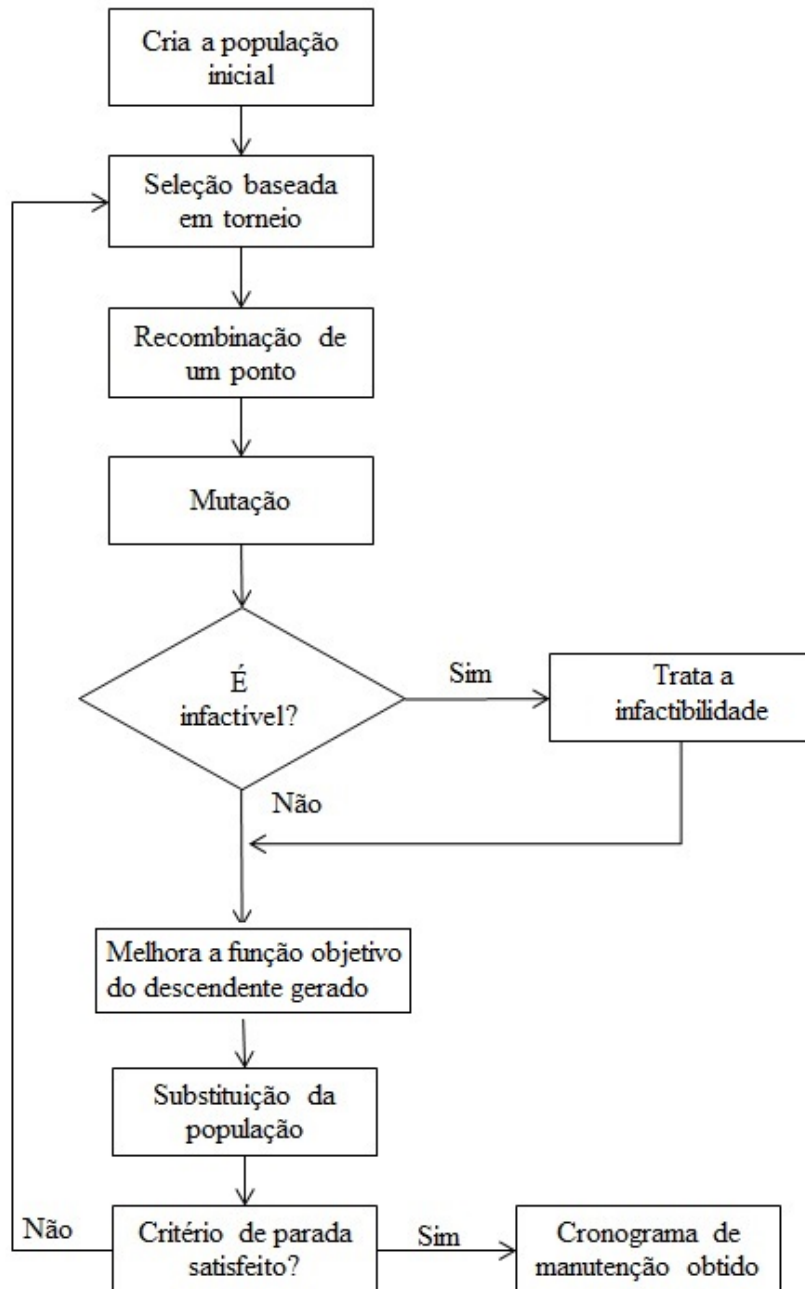 Cria a população
inicial
Seleção baseada
em torneio
Recombinação de
um ponto
Mutação
É
infactível?
Sim
Trata a
infactibilidade
Não
Melhora a função objetivo
do descendente gerado
Substituição da
população
Não
Critério de parada
satisfeito?
Sim
Cronograma de
manutenção obtido